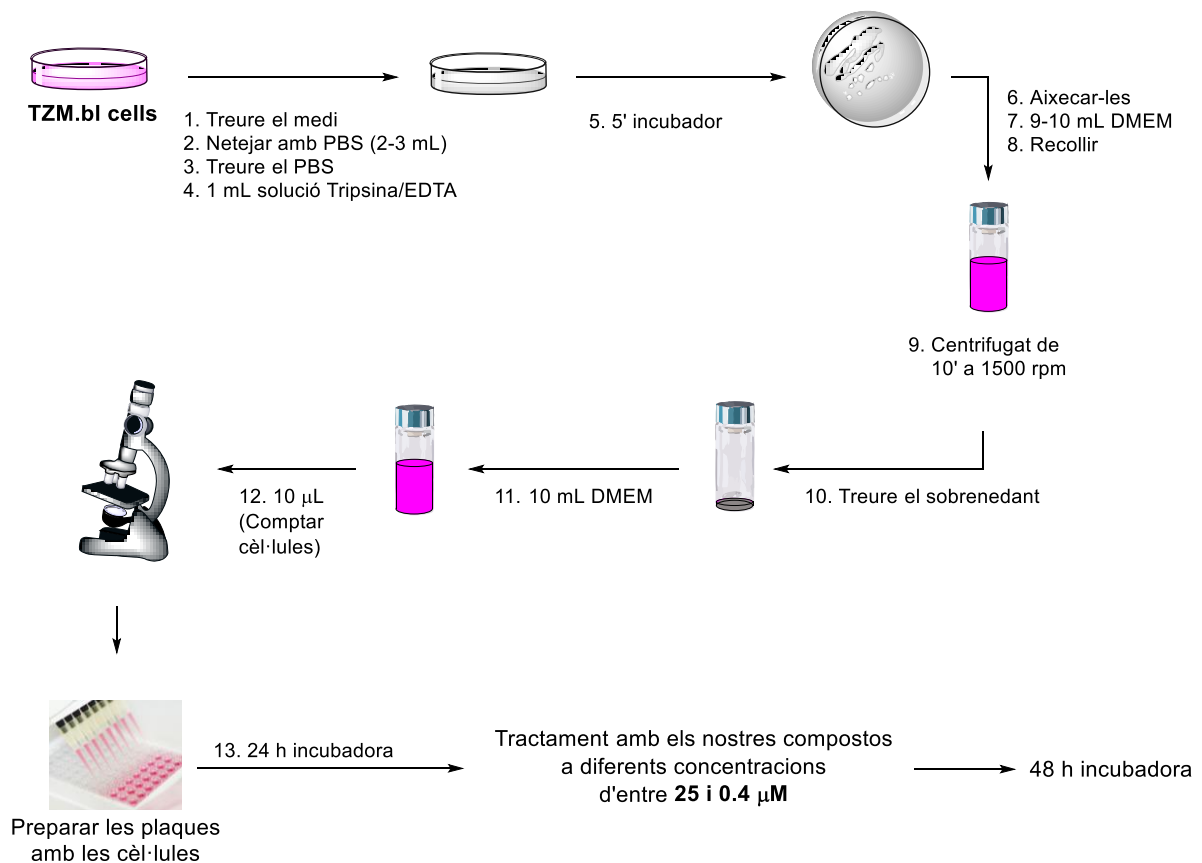 TZM.bl cells
1. Treure el medi
2. Netejar amb PBS (2-3 mL)
3. Treure el PBS
4. 1 mL solució Tripsina/EDTA
5. 5' incubador
6. Aixecar-les
7. 9-10 mL DMEM
8. Recollir
9. Centrifugat de
10' a 1500 rpm
10. Treure el sobrenedant
11. 10 mL DMEM
12. 10 μL
(Comptar
cèl·lules)
Preparar les plaques
amb les cèl·lules
13. 24 h incubadora
Tractament amb els nostres compostos
a diferents concentracions
d'entre 25 i 0.4 μM
48 h incubadora